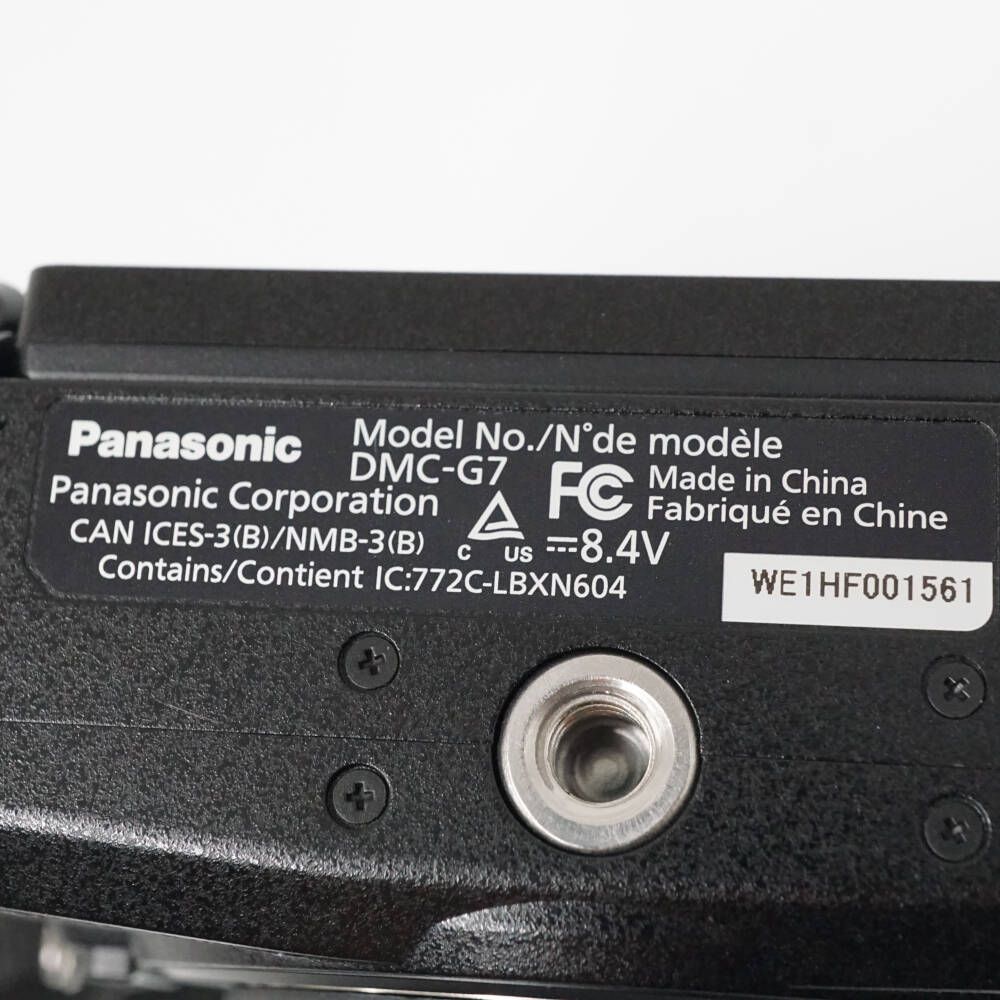 Panasonic
Model No./N°de modèle
DMC-G7
Panasonic Corporation
FC
Made in China
Fabriqué en Chine
CAN ICES-3(B)/NMB-3(B)
C US
⎓8.4V
Contains/Contient IC:772C-LBXN604
WE1HF001561